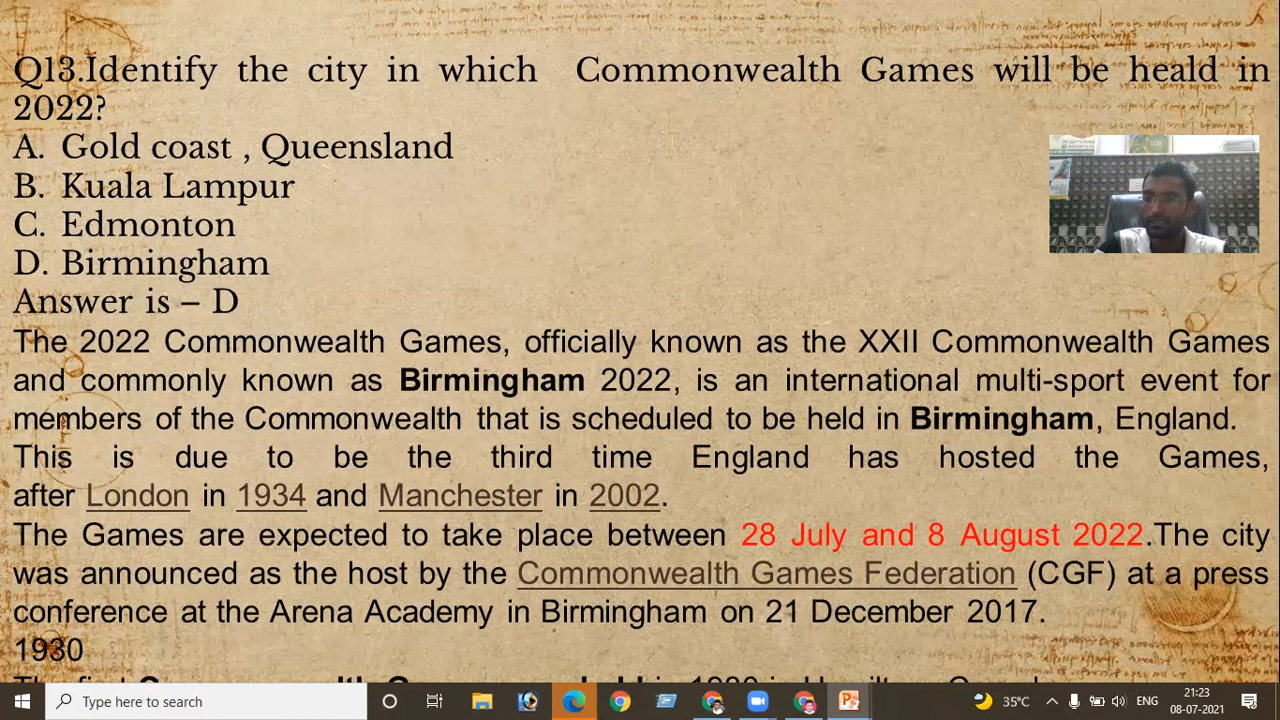 Q13.Identify the city in which Commonwealth Games will be heald in
2022?
A. Gold coast , Queensland
B. Kuala Lampur
C. Edmonton
D. Birmingham
Answer is – D
The 2022 Commonwealth Games, officially known as the XXII Commonwealth Games
and commonly known as Birmingham 2022, is an international multi-sport event for
members of the Commonwealth that is scheduled to be held in Birmingham, England.
This is due to be the third time England has hosted the Games,
after London in 1934 and Manchester in 2002.
The Games are expected to take place between 28 July and 8 August 2022.The city
was announced as the host by the Commonwealth Games Federation (CGF) at a press
conference at the Arena Academy in Birmingham on 21 December 2017.
1930
Type here to search
35°C
ENG
21:23
08-07-2021